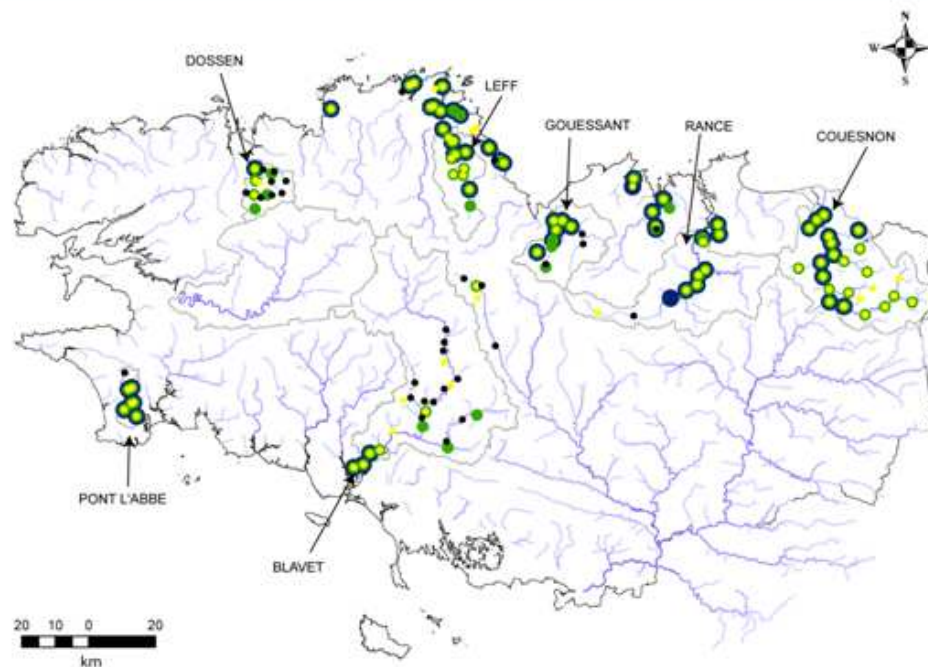 N
W E
S
DOSSEN
LEFF
GOUESSANT
RANCE
COUESNON
PONT L'ABBE
BLAVET
20 10 0 20
km